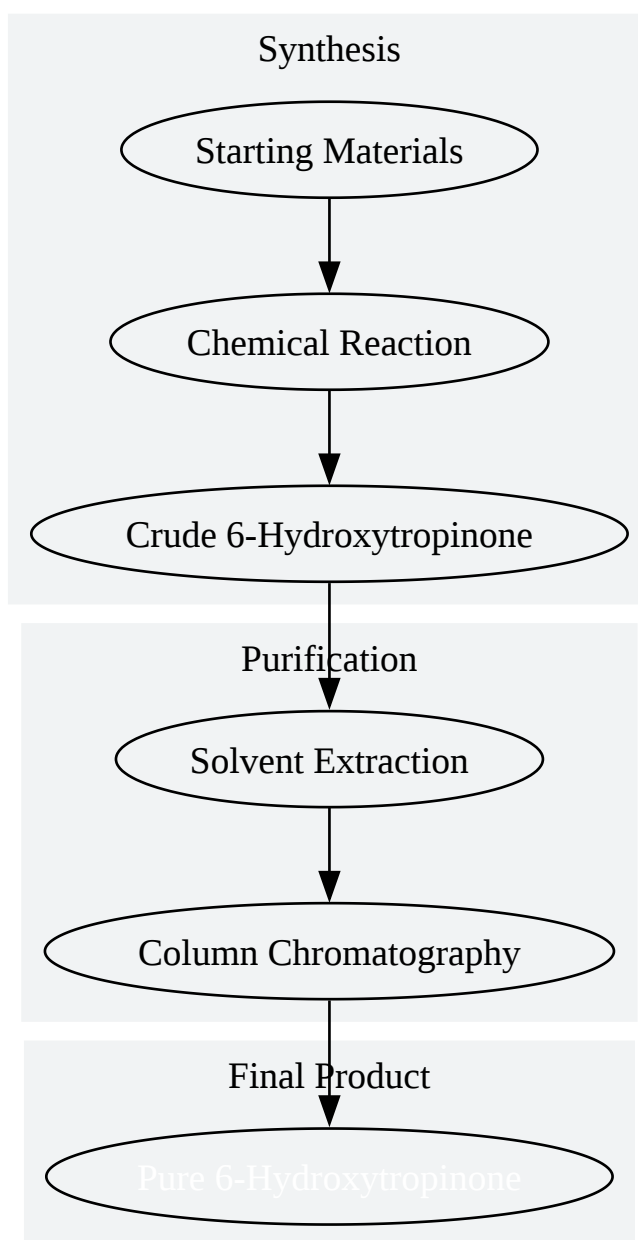 Synthesis
Starting Materials
Chemical Reaction
Crude 6-Hydroxytropinone
Purification
Solvent Extraction
Column Chromatography
Final Product
Pure 6-Hydroxytropinone